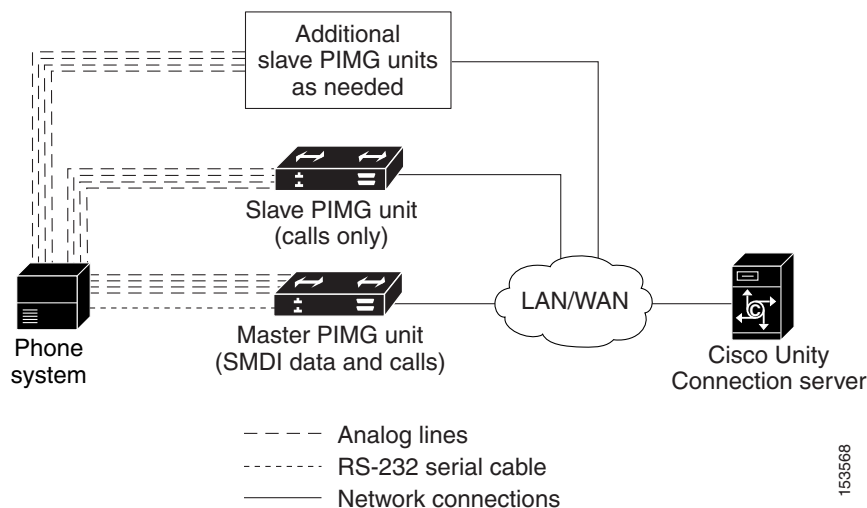 Additional
slave PIMG units
as needed
Slave PIMG unit
(calls only)
LAN/WAN
Phone
system
Master PIMG unit
(SMDI data and calls)
Cisco Unity
Connection server
Analog lines
RS-232 serial cable
Network connections
153568